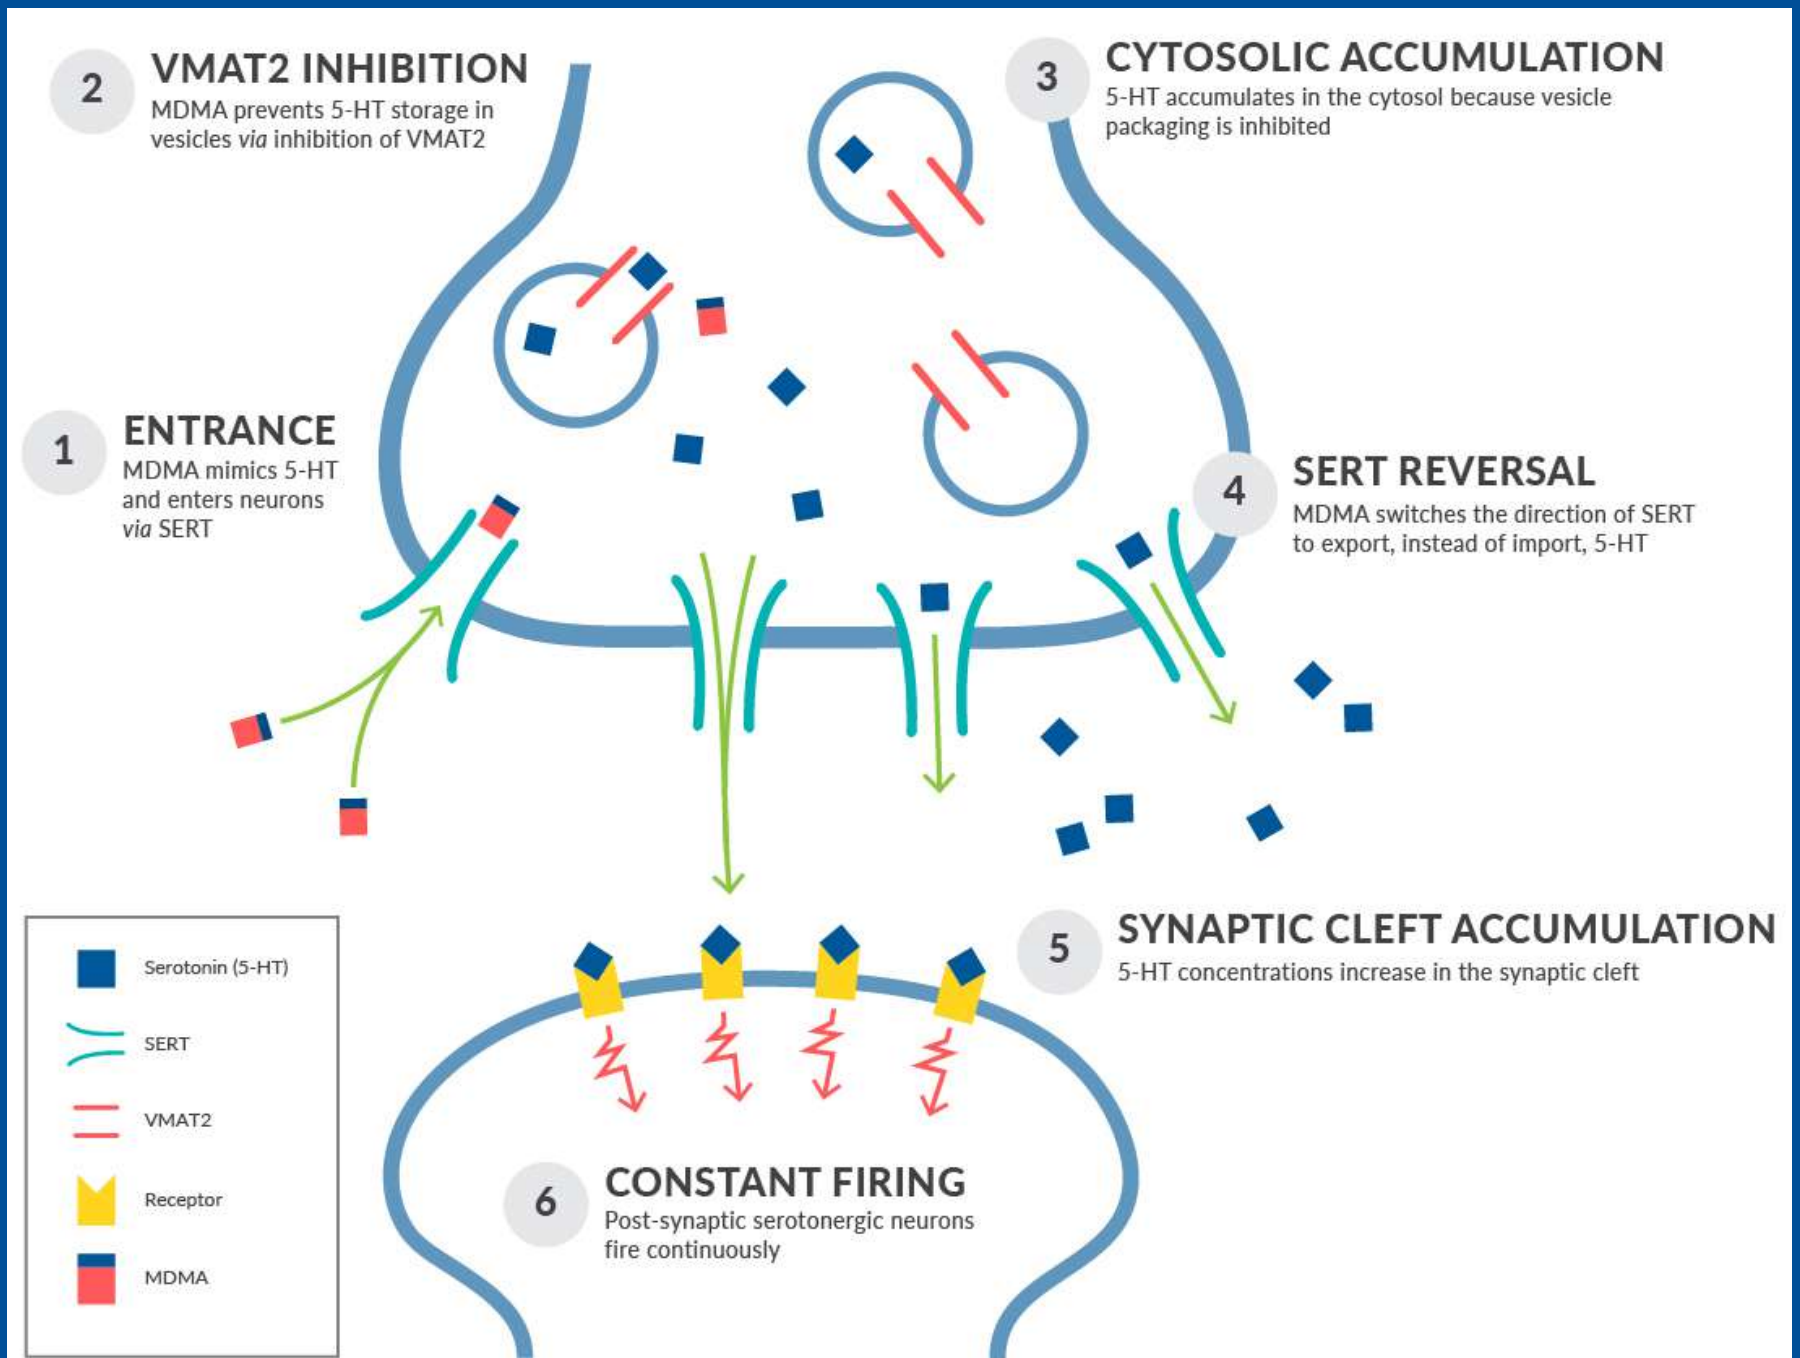 2
VMAT2 INHIBITION
MDMA prevents 5-HT storage in
vesicles via inhibition of VMAT2
3
CYTOSOLIC ACCUMULATION
5-HT accumulates in the cytosol because vesicle
packaging is inhibited
1
ENTRANCE
MDMA mimics 5-HT
and enters neurons
via SERT
4
SERT REVERSAL
MDMA switches the direction of SERT
to export, instead of import, 5-HT
5
SYNAPTIC CLEFT ACCUMULATION
5-HT concentrations increase in the synaptic cleft
Serotonin (5-HT)
SERT
VMAT2
Receptor
MDMA
6
CONSTANT FIRING
Post-synaptic serotonergic neurons
fire continuously